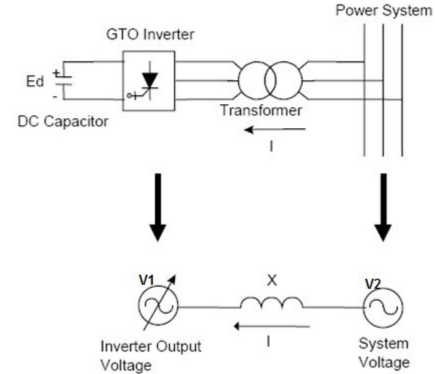 Power System
GTO Inverter
Ed
+
-
DC Capacitor
Transformer
I
V1
X
V2
I
Inverter Output
Voltage
System
Voltage